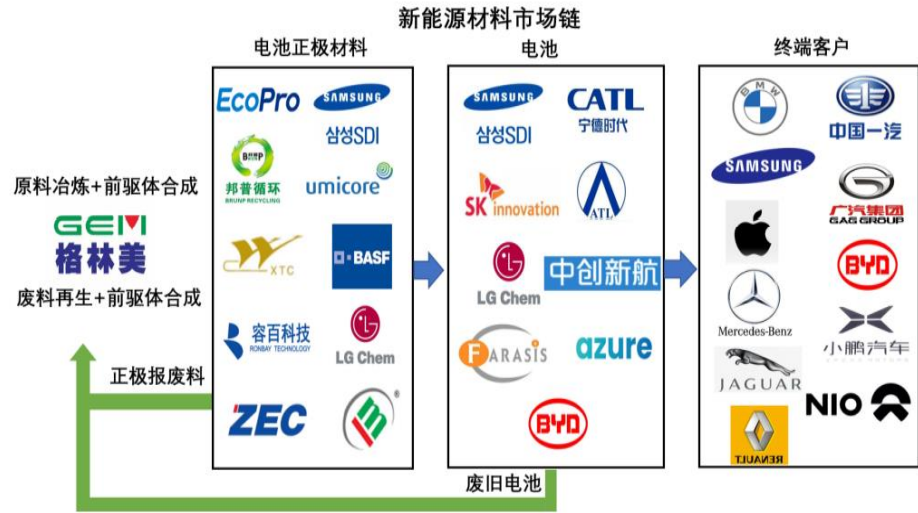 新能源材料市场链
电池正极材料
电池
终端客户
原料冶炼+前驱体合成
GEM
格林美
废料再生+前驱体合成
正极报废料
废旧电池
EcoPro
SAMSUNG
三星SDI
邦普循环
BRUNP RECYCLING
umicore
XTC
BASF
容百科技
RONBAY TECHNOLOGY
LG Chem
ZEC
®
SAMSUNG
三星SDI
CATL
宁德时代
SK innovation
ATL
LG Chem
中创新航
FARASIS
azure
BYD
BMW
中国一汽
SAMSUNG
广汽集团
GAG GROUP
BYD
Mercedes-Benz
小鹏汽车
JAGUAR
NIO
RENAULT